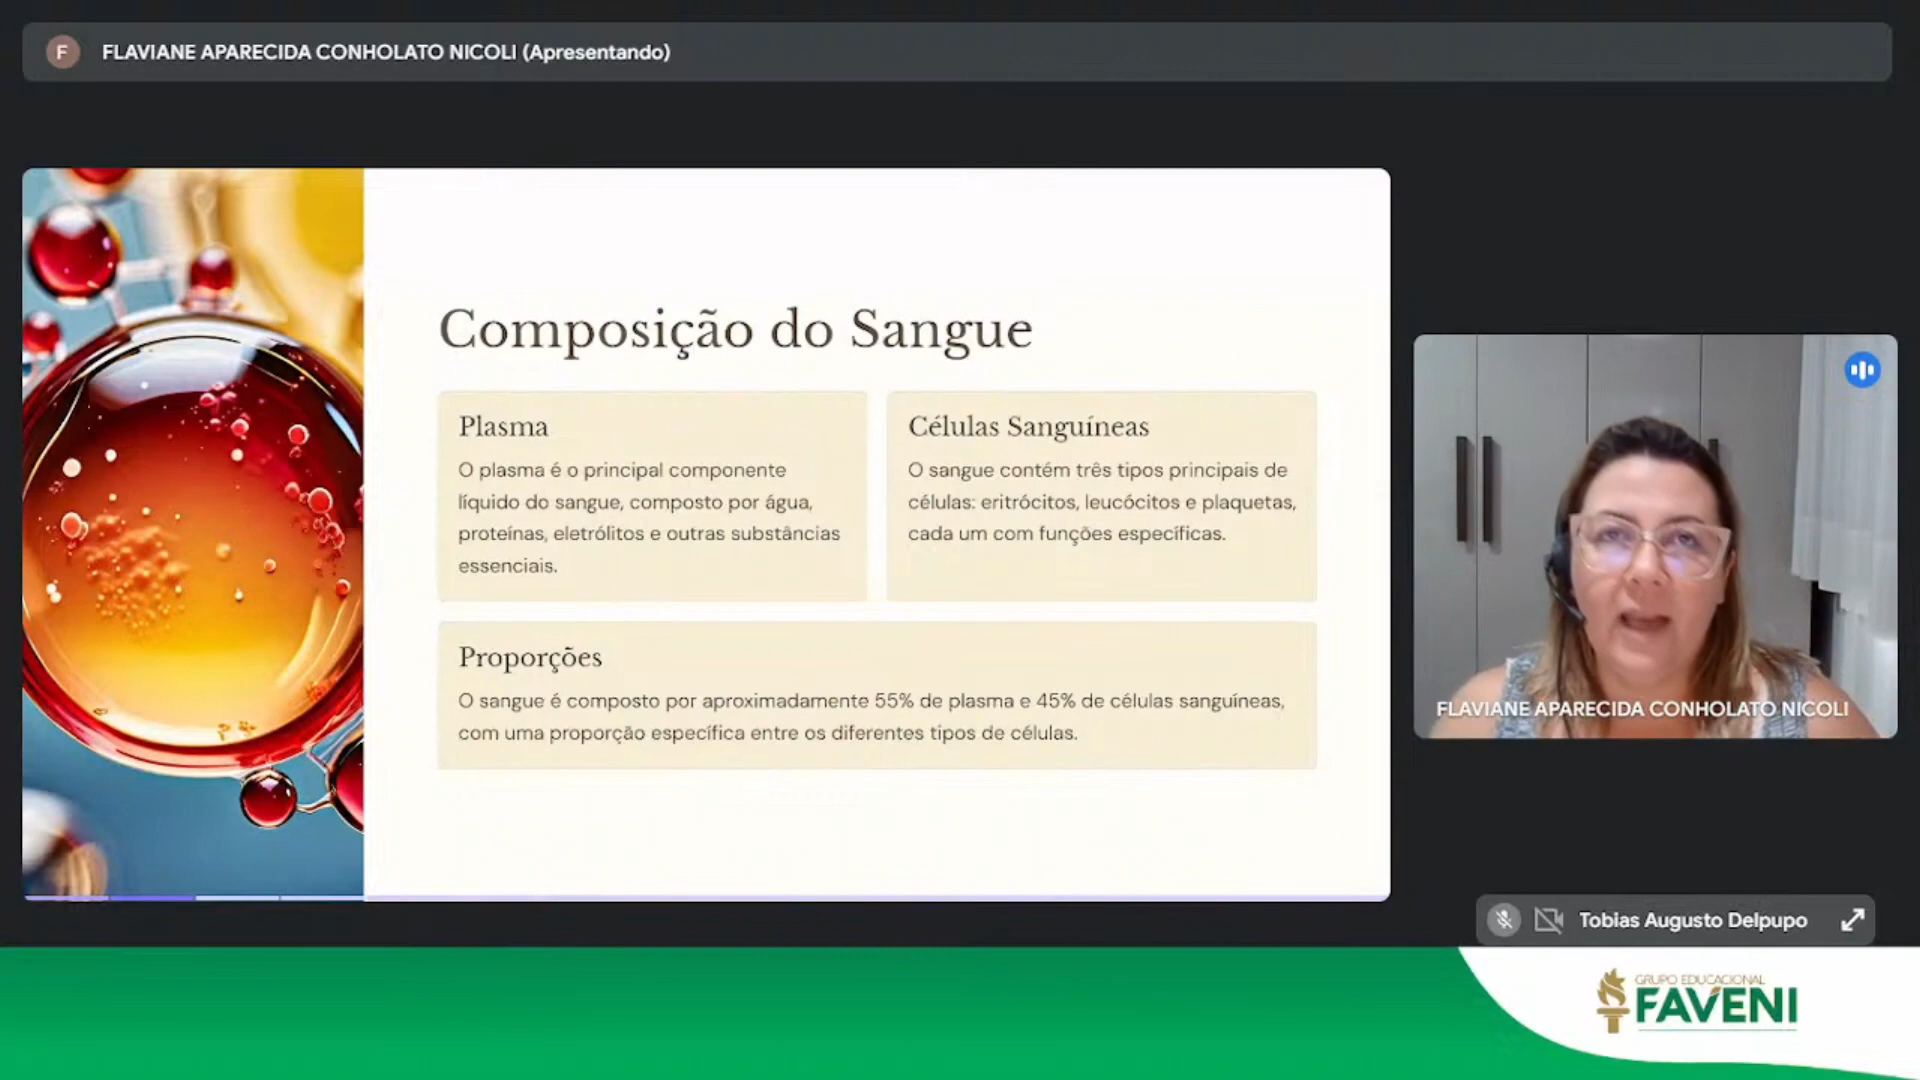 F
FLAVIANE APARECIDA CONHOLATO NICOLI (Apresentando)
Composição do Sangue
Plasma
O plasma é o principal componente
líquido do sangue, composto por água,
proteínas, eletrólitos e outras substâncias
essenciais.
Células Sanguíneas
O sangue contém três tipos principais de
células: eritrócitos, leucócitos e plaquetas,
cada um com funções específicas.
Proporções
O sangue é composto por aproximadamente 55% de plasma e 45% de células sanguíneas,
com uma proporção específica entre os diferentes tipos de células.
FLAVIANE APARECIDA CONHOLATO NICOLI
Tobias Augusto Delpupo
GRUPO EDUCACIONAL
FAVENI